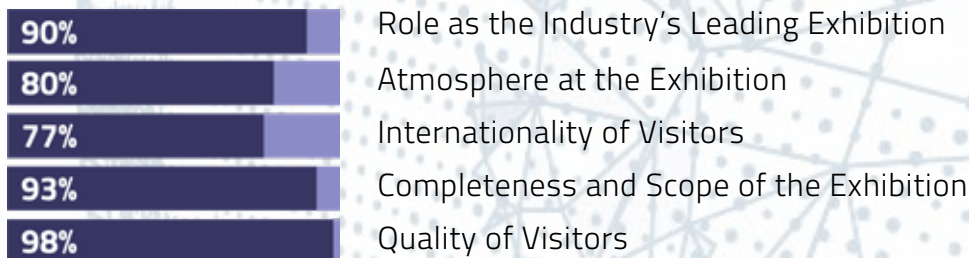 90% Role as the Industry's Leading Exhibition
80% Atmosphere at the Exhibition
77% Internationality of Visitors
93% Completeness and Scope of the Exhibition
98% Quality of Visitors